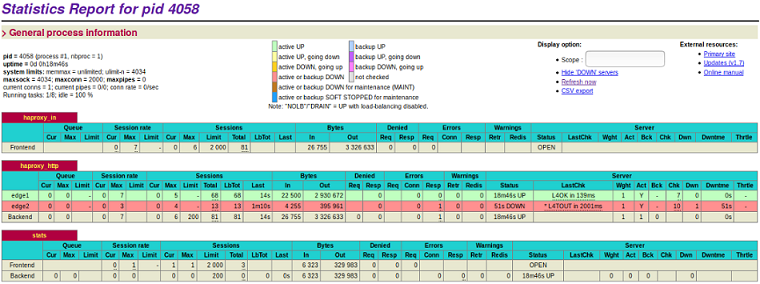 Statistics Report for pid 4058
> General process information
pid = 4058 (process #1, nbproc = 1)
uptime = 0d 0h18m46s
system limits: memmax = unlimited; ulimit-n = 4034
maxsock = 4034; maxconn = 2000; maxpipes = 0
current conns = 1; current pipes = 0/0; conn rate = 0/sec
Running tasks: 1/8; idle = 100 %
active UP backup UP
active UP, going down backup UP, going down
active DOWN, going up backup DOWN, going up
active or backup DOWN not checked
active or backup DOWN for maintenance (MAINT)
active or backup SOFT STOPPED for maintenance
Note: "NOLB"/"DRAIN" = UP with load-balancing disabled.
Display option:
• Scope :
• Hide 'DOWN' servers
• Refresh now
• CSV export
External resources:
• Primary site
• Updates (v1.7)
• Online manual
haproxy_in
Queue Session rate Sessions Bytes Denied Errors Warnings Server
Cur Max Limit Cur Max Limit Cur Max Limit Total LbTot Last In Out Req Resp Req Conn Resp Retr Redis Status LastChk Wght Act Bck Chk Dwn Dwntme Thrtle
Frontend 0 7 - 0 6 2 000 81 26 755 3 326 633 0 0 0 OPEN
haproxy_http
Queue Session rate Sessions Bytes Denied Errors Warnings Server
Cur Max Limit Cur Max Limit Cur Max Limit Total LbTot Last In Out Req Resp Req Conn Resp Retr Redis Status LastChk Wght Act Bck Chk Dwn Dwntme Thrtle
edge1 0 0 - 0 7 0 5 - 68 68 14s 22 500 2 930 672 0 0 0 0 0 18m46s UP L4OK in 139ms 1 Y - 7 0 0s -
edge2 0 0 - 0 3 0 4 - 13 13 1m10s 4 255 395 961 0 0 1 0 0 51s DOWN * L4TOUT in 2001ms 1 Y - 10 1 51s -
Backend 0 0 0 7 0 6 200 81 81 14s 26 755 3 326 633 0 0 0 1 0 0 18m46s UP 1 1 0 0 0s
stats
Queue Session rate Sessions Bytes Denied Errors Warnings Server
Cur Max Limit Cur Max Limit Cur Max Limit Total LbTot Last In Out Req Resp Req Conn Resp Retr Redis Status LastChk Wght Act Bck Chk Dwn Dwntme Thrtle
Frontend 0 1 - 1 1 2 000 3 6 323 329 983 0 0 0 OPEN
Backend 0 0 0 0 0 0 200 0 0 0s 6 323 329 983 0 0 0 0 0 0 18m46s UP 0 0 0 0